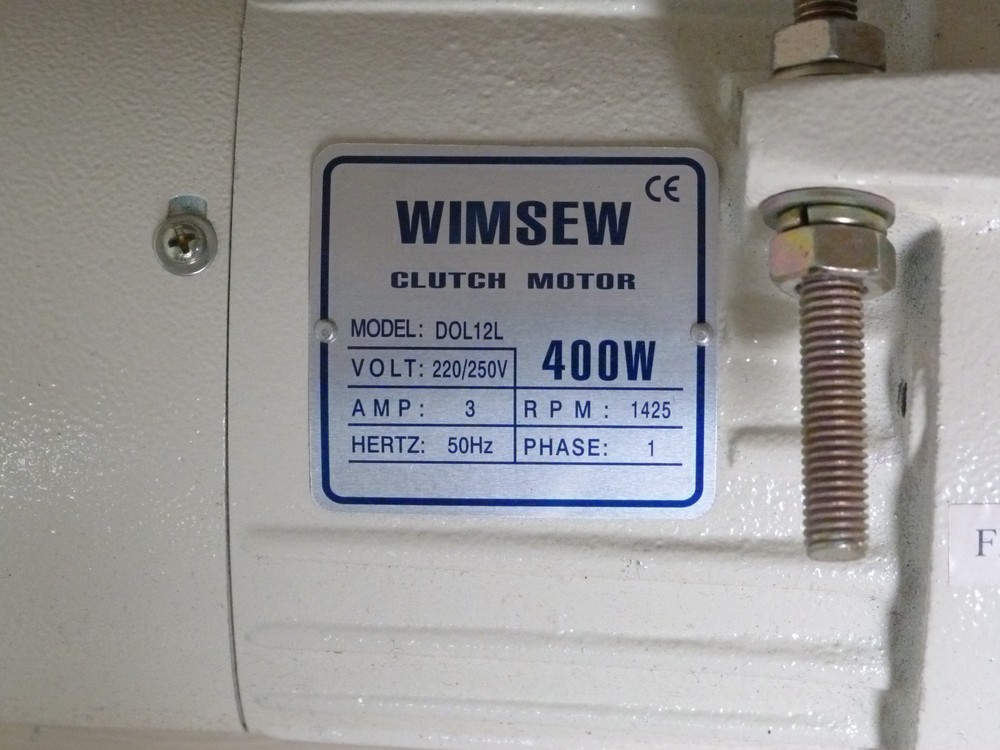 CE
WIMSEW
CLUTCH MOTOR
MODEL: DOL12L
VOLT: 220/250V
400W
AMP: 3 RPM: 1425
HERTZ: 50Hz PHASE: 1
F